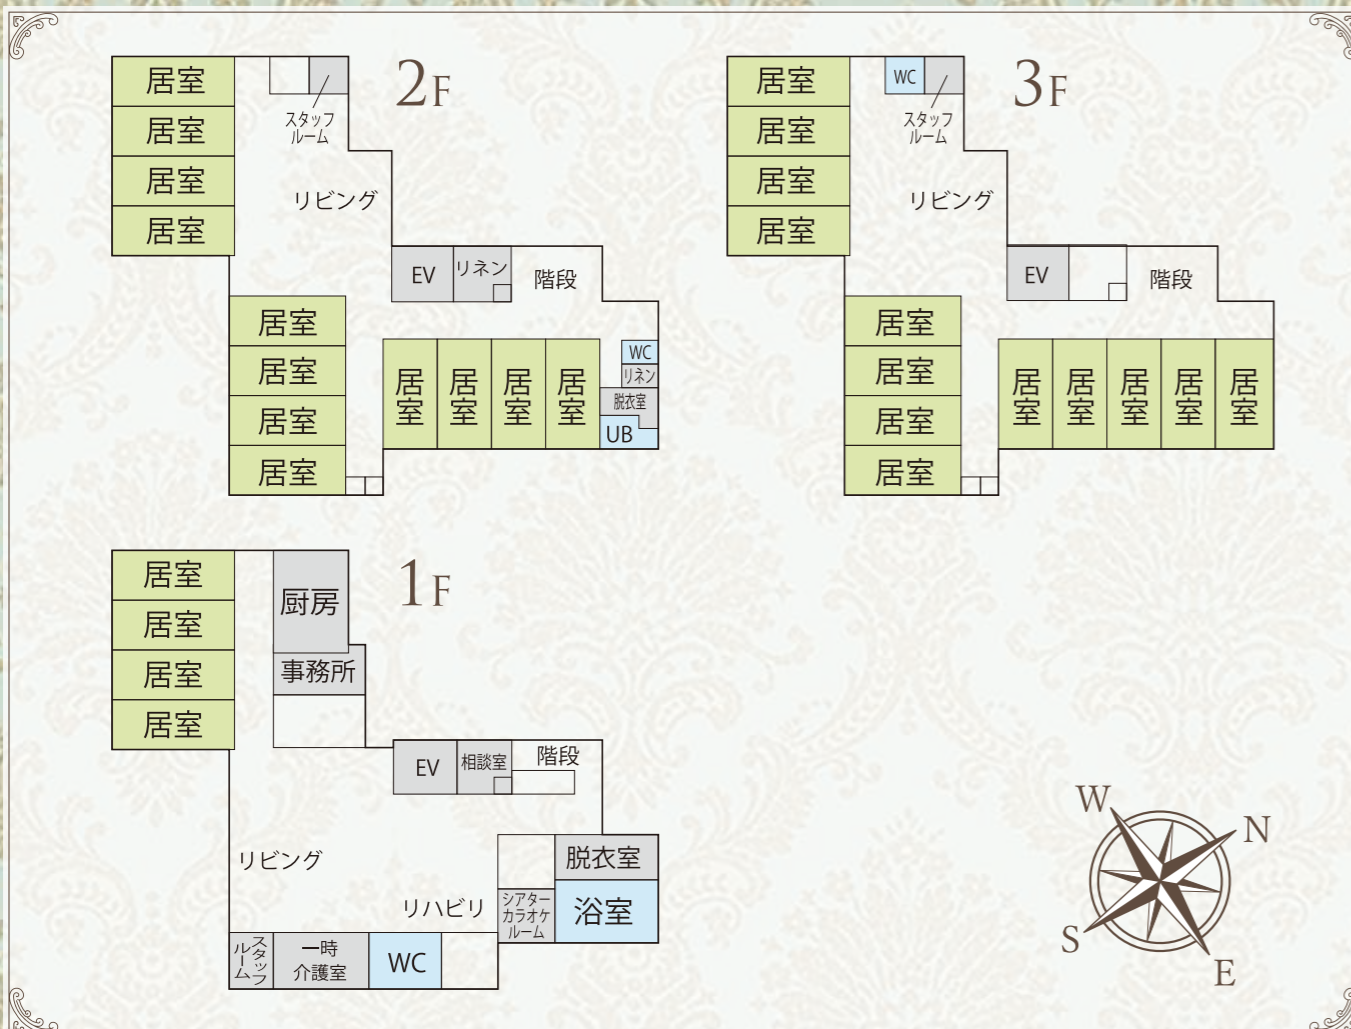 2F
居室
居室
居室
居室
スタッフ
ルーム
リビング
EV
リネン
階段
居室
居室
居室
居室
居室
居室
居室
居室
WC
リネン
脱衣室
UB
3F
居室
居室
居室
居室
WC
スタッフ
ルーム
リビング
EV
階段
居室
居室
居室
居室
居室
居室
居室
居室
居室
1F
居室
居室
居室
居室
厨房
事務所
EV
相談室
階段
リビング
リハビリ
シアター
カラオケ
ルーム
脱衣室
浴室
スタッフ
ルーム
一時
介護室
WC
W
N
S
E